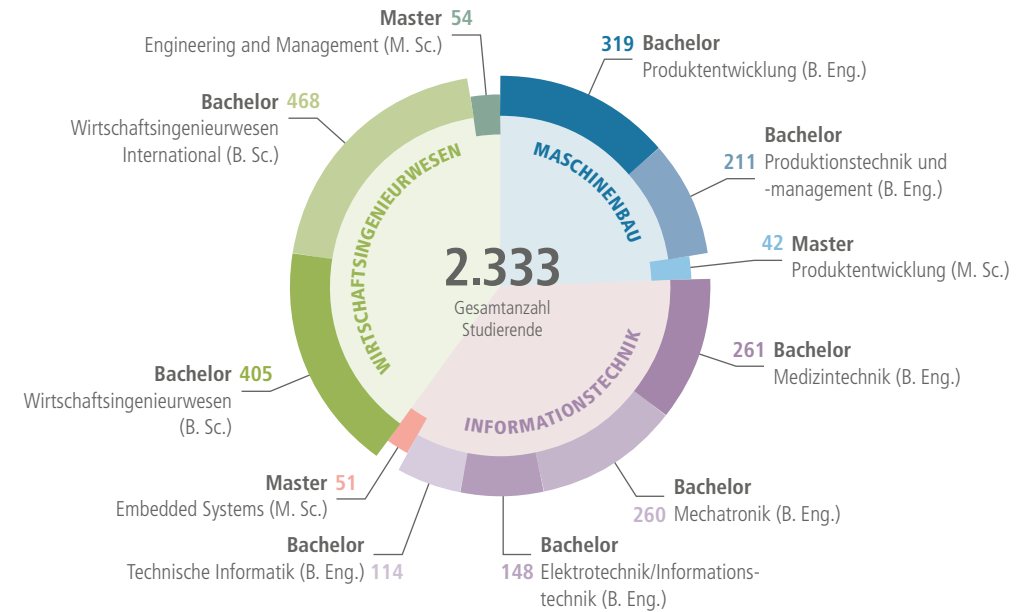 Master 54
Engineering and Management (M. Sc.)
319 Bachelor
Produktentwicklung (B. Eng.)
Bachelor 468
Wirtschaftsingenieurwesen
International (B. Sc.)
Bachelor
211 Produktionstechnik und
-management (B. Eng.)
42 Master
Produktentwicklung (M. Sc.)
MASCHINENBAU
WIRTSCHAFTSINGENIEURWESEN
INFORMATIONSTECHNIK
2.333
Gesamtanzahl
Studierende
261 Bachelor
Medizintechnik (B. Eng.)
Bachelor 405
Wirtschaftsingenieurwesen
(B. Sc.)
Master 51
Embedded Systems (M. Sc.)
Bachelor
260 Mechatronik (B. Eng.)
Bachelor
Technische Informatik (B. Eng.) 114
Bachelor
148 Elektrotechnik/Informations-
technik (B. Eng.)